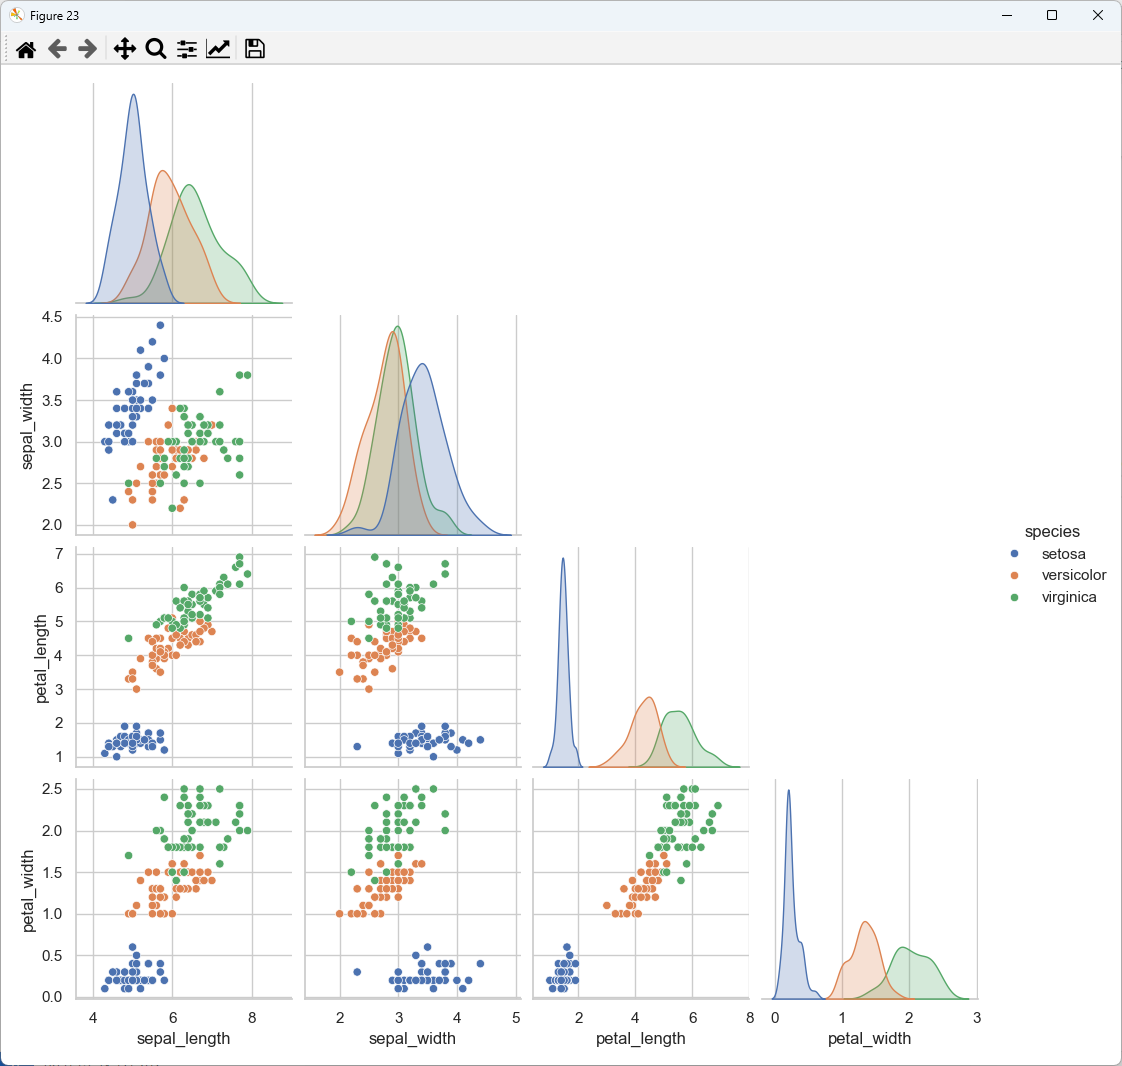 Figure 23
4.5
4.0
3.5
3.0
2.5
2.0
sepal_width
7
6
5
4
3
2
1
petal_length
species
setosa
versicolor
virginica
2.5
2.0
1.5
1.0
0.5
0.0
petal_width
4 6 8
sepal_length
2 3 4 5
sepal_width
2 4 6 8
petal_length
0 1 2 3
petal_width